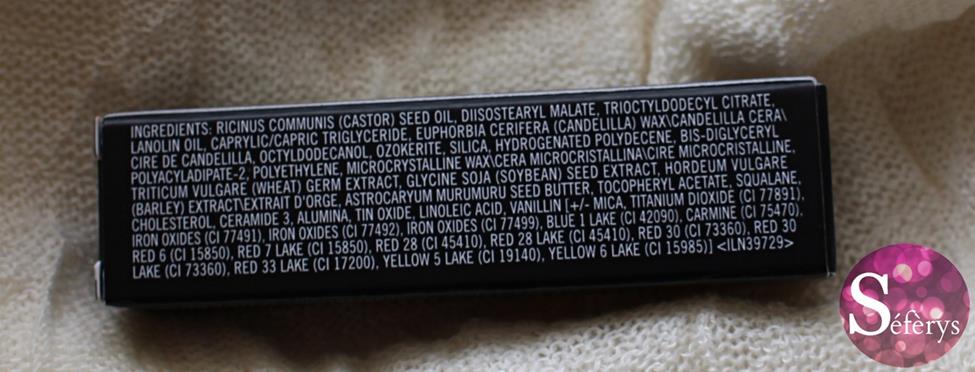 INGREDIENTS: RICINUS COMMUNIS (CASTOR) SEED OIL, DIISOSTEARYL MALATE, TRIOCTYLDODECYL CITRATE,
LANOLIN OIL, CAPRYLIC/CAPRIC TRIGLYCERIDE, EUPHORBIA CERIFERA (CANDELILLA) WAX\CANDELILLA CERA\
CIRE DE CANDELILLA, OCTYLDODECANOL, OZOKERITE, SILICA, HYDROGENATED POLYDECENE, BIS-DIGLYCERYL
POLYACYLADIPATE-2, POLYETHYLENE, MICROCRYSTALLINE WAX\CERA MICROCRISTALLINA\CIRE MICROCRISTALLINE,
TRITICUM VULGARE (WHEAT) GERM EXTRACT, GLYCINE SOJA (SOYBEAN) SEED EXTRACT, HORDEUM VULGARE
(BARLEY) EXTRACT\EXTRAIT D'ORGE, ASTROCARYUM MURUMURU SEED BUTTER, TOCOPHERYL ACETATE, SQUALANE,
CHOLESTEROL, CERAMIDE 3, ALUMINA, TIN OXIDE, LINOLEIC ACID, VANILLIN [+/- MICA, TITANIUM DIOXIDE (CI 77891),
IRON OXIDES (CI 77491), IRON OXIDES (CI 77492), IRON OXIDES (CI 77499), BLUE 1 LAKE (CI 42090), CARMINE (CI 75470),
RED 6 (CI 15850), RED 7 LAKE (CI 15850), RED 28 (CI 45410), RED 28 LAKE (CI 45410), RED 30 (CI 73360), RED 30
LAKE (CI 73360), RED 33 LAKE (CI 17200), YELLOW 5 LAKE (CI 19140), YELLOW 6 LAKE (CI 15985)] <ILN39729>
Séfèrys